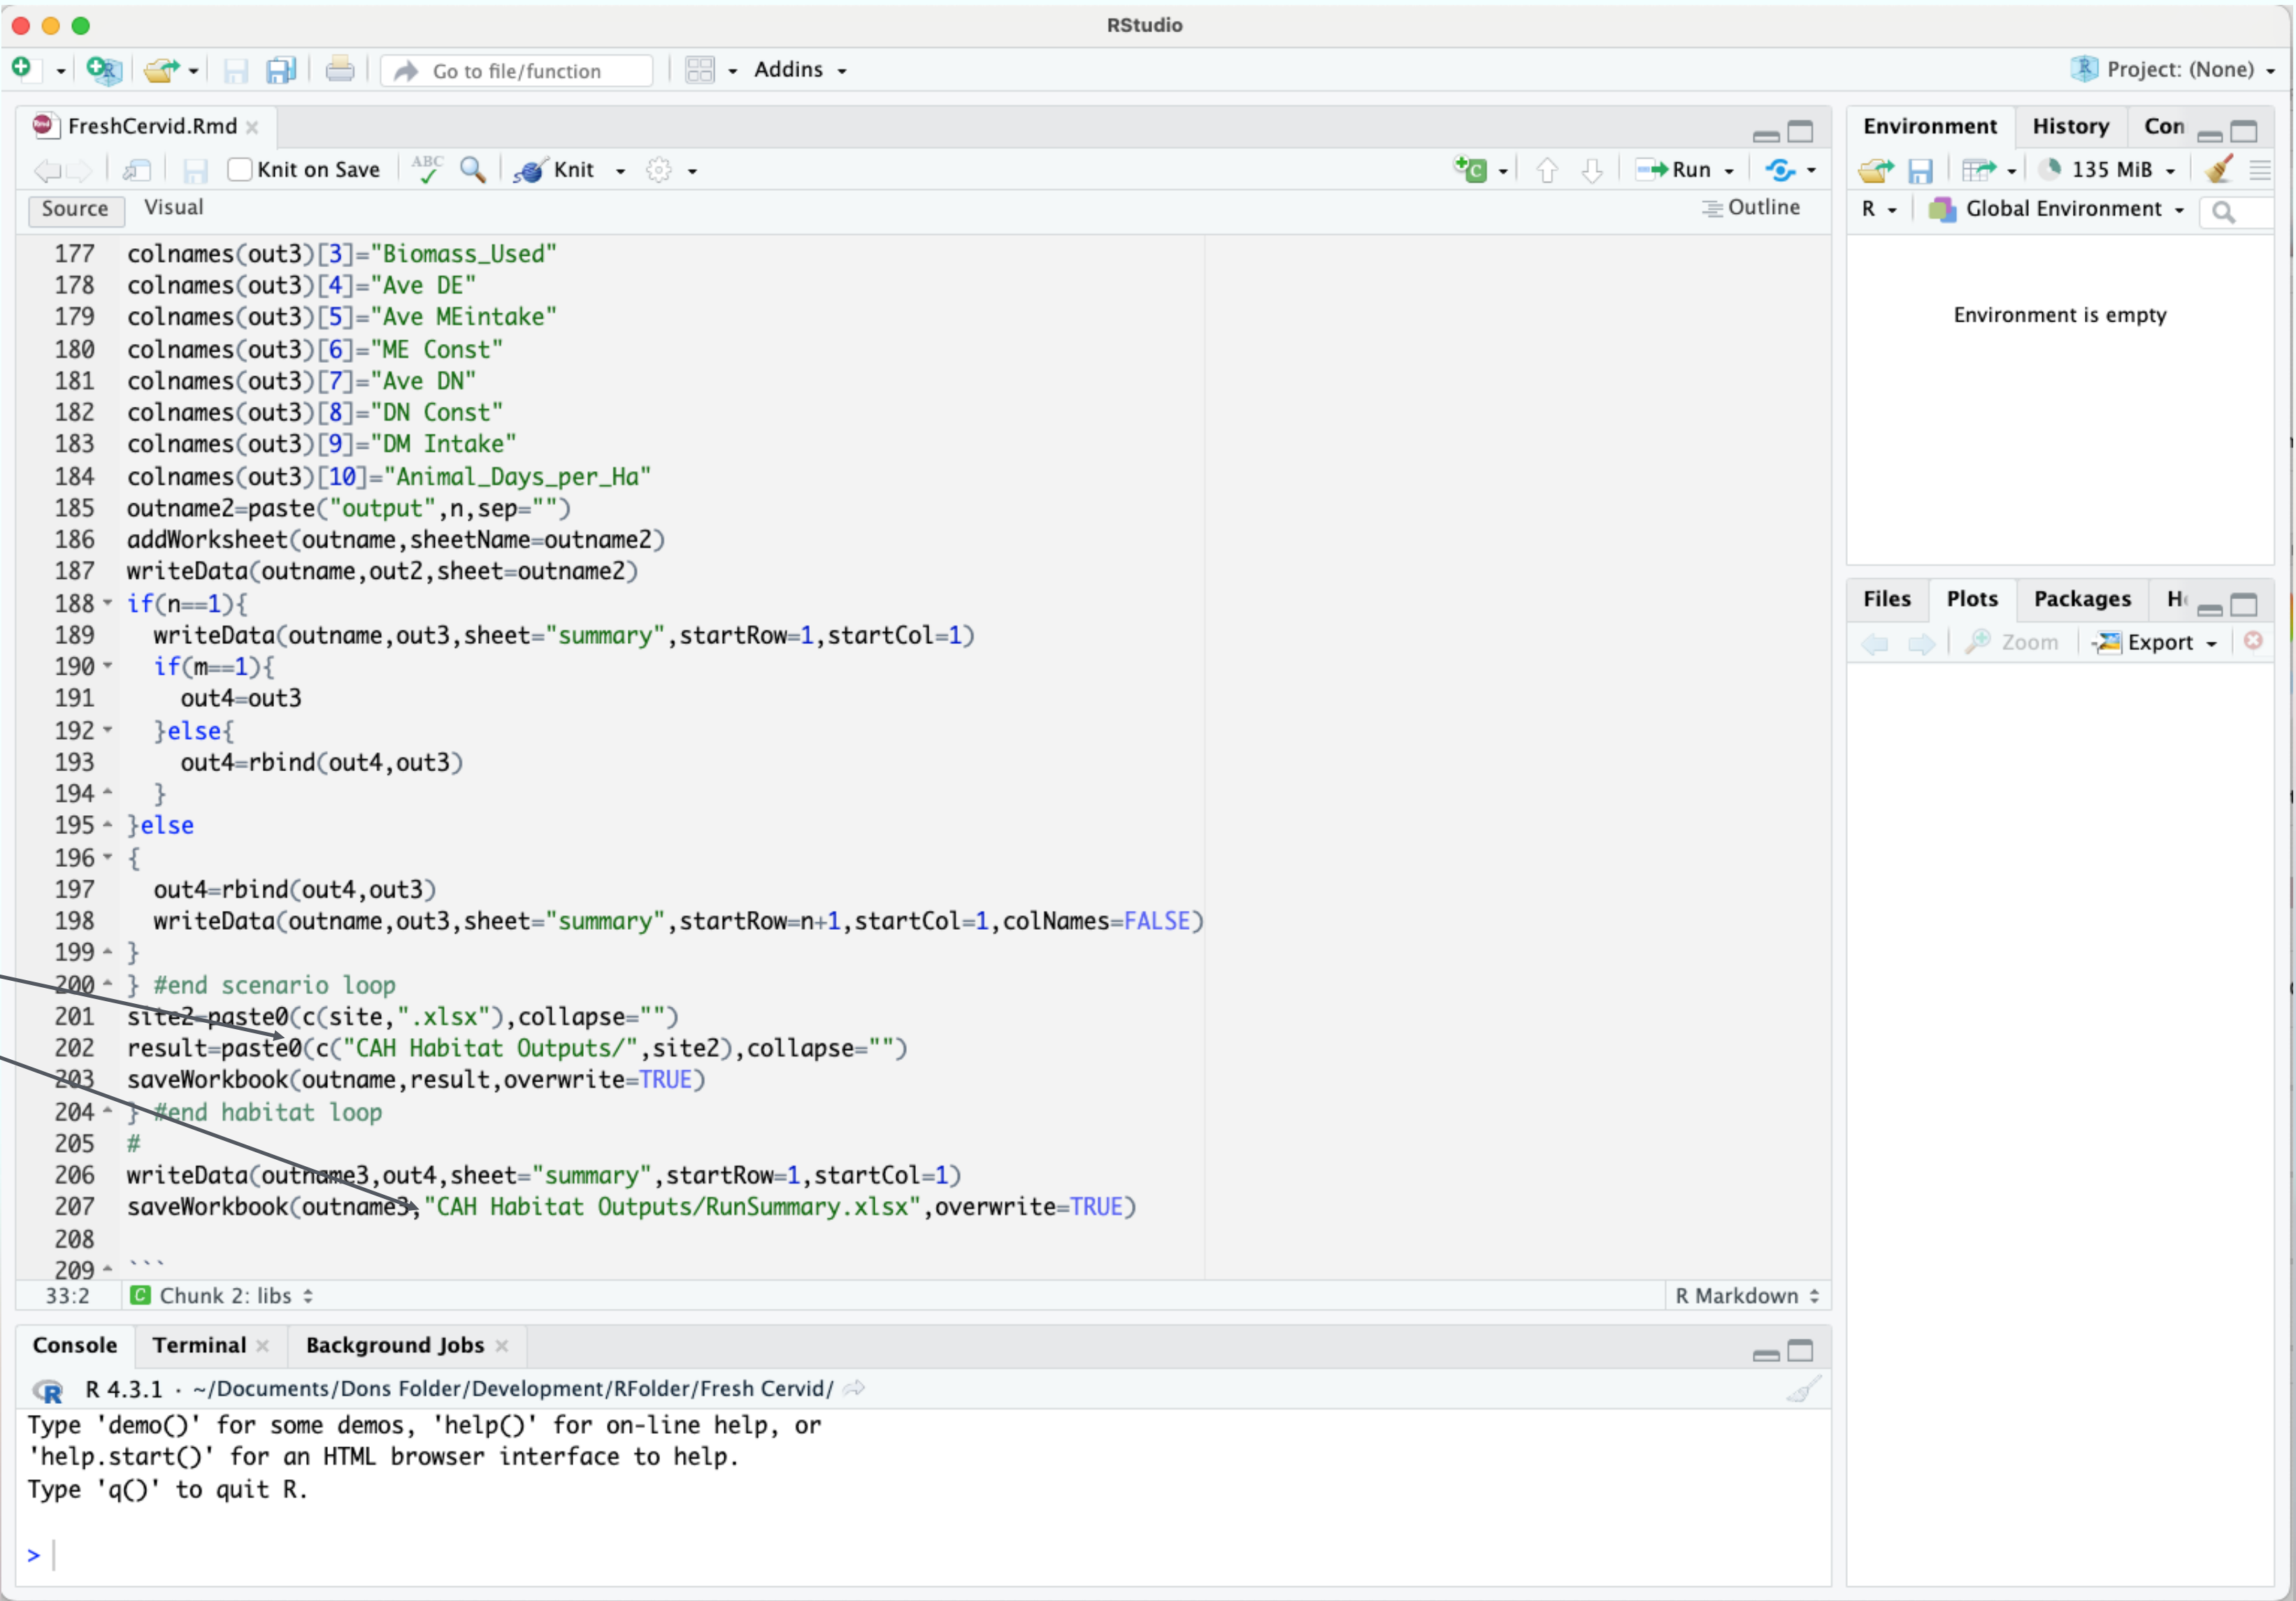 RStudio
Go to file/function
Addins
Project: (None)
FreshCervid.Rmd
Knit on Save
ABC
Knit
Run
Source
Visual
Outline
177 colnames(out3)[3]="Biomass_Used"
178 colnames(out3)[4]="Ave DE"
179 colnames(out3)[5]="Ave MEintake"
180 colnames(out3)[6]="ME Const"
181 colnames(out3)[7]="Ave DN"
182 colnames(out3)[8]="DN Const"
183 colnames(out3)[9]="DM Intake"
184 colnames(out3)[10]="Animal_Days_per_Ha"
185 outname2=paste("output",n,sep="")
186 addWorksheet(outname,sheetName=outname2)
187 writeData(outname,out2,sheet=outname2)
188 if(n==1){
189   writeData(outname,out3,sheet="summary",startRow=1,startCol=1)
190   if(m==1){
191     out4=out3
192   }else{
193     out4=rbind(out4,out3)
194   }
195 }else
196 {
197   out4=rbind(out4,out3)
198   writeData(outname,out3,sheet="summary",startRow=n+1,startCol=1,colNames=FALSE)
199 }
200 } #end scenario loop
201 site2=paste0(c(site,".xlsx"),collapse="")
202 result=paste0(c("CAH Habitat Outputs/",site2),collapse="")
203 saveWorkbook(outname,result,overwrite=TRUE)
204 } #end habitat loop
205 #
206 writeData(outname3,out4,sheet="summary",startRow=1,startCol=1)
207 saveWorkbook(outname3,"CAH Habitat Outputs/RunSummary.xlsx",overwrite=TRUE)
208
209 ```
33:2
C Chunk 2: libs
R Markdown
Console
Terminal
Background Jobs
R 4.3.1 · ~/Documents/Dons Folder/Development/RFolder/Fresh Cervid/
Type 'demo()' for some demos, 'help()' for on-line help, or
'help.start()' for an HTML browser interface to help.
Type 'q()' to quit R.
>
Environment
History
Con
135 MiB
R
Global Environment
Environment is empty
Files
Plots
Packages
H
Zoom
Export